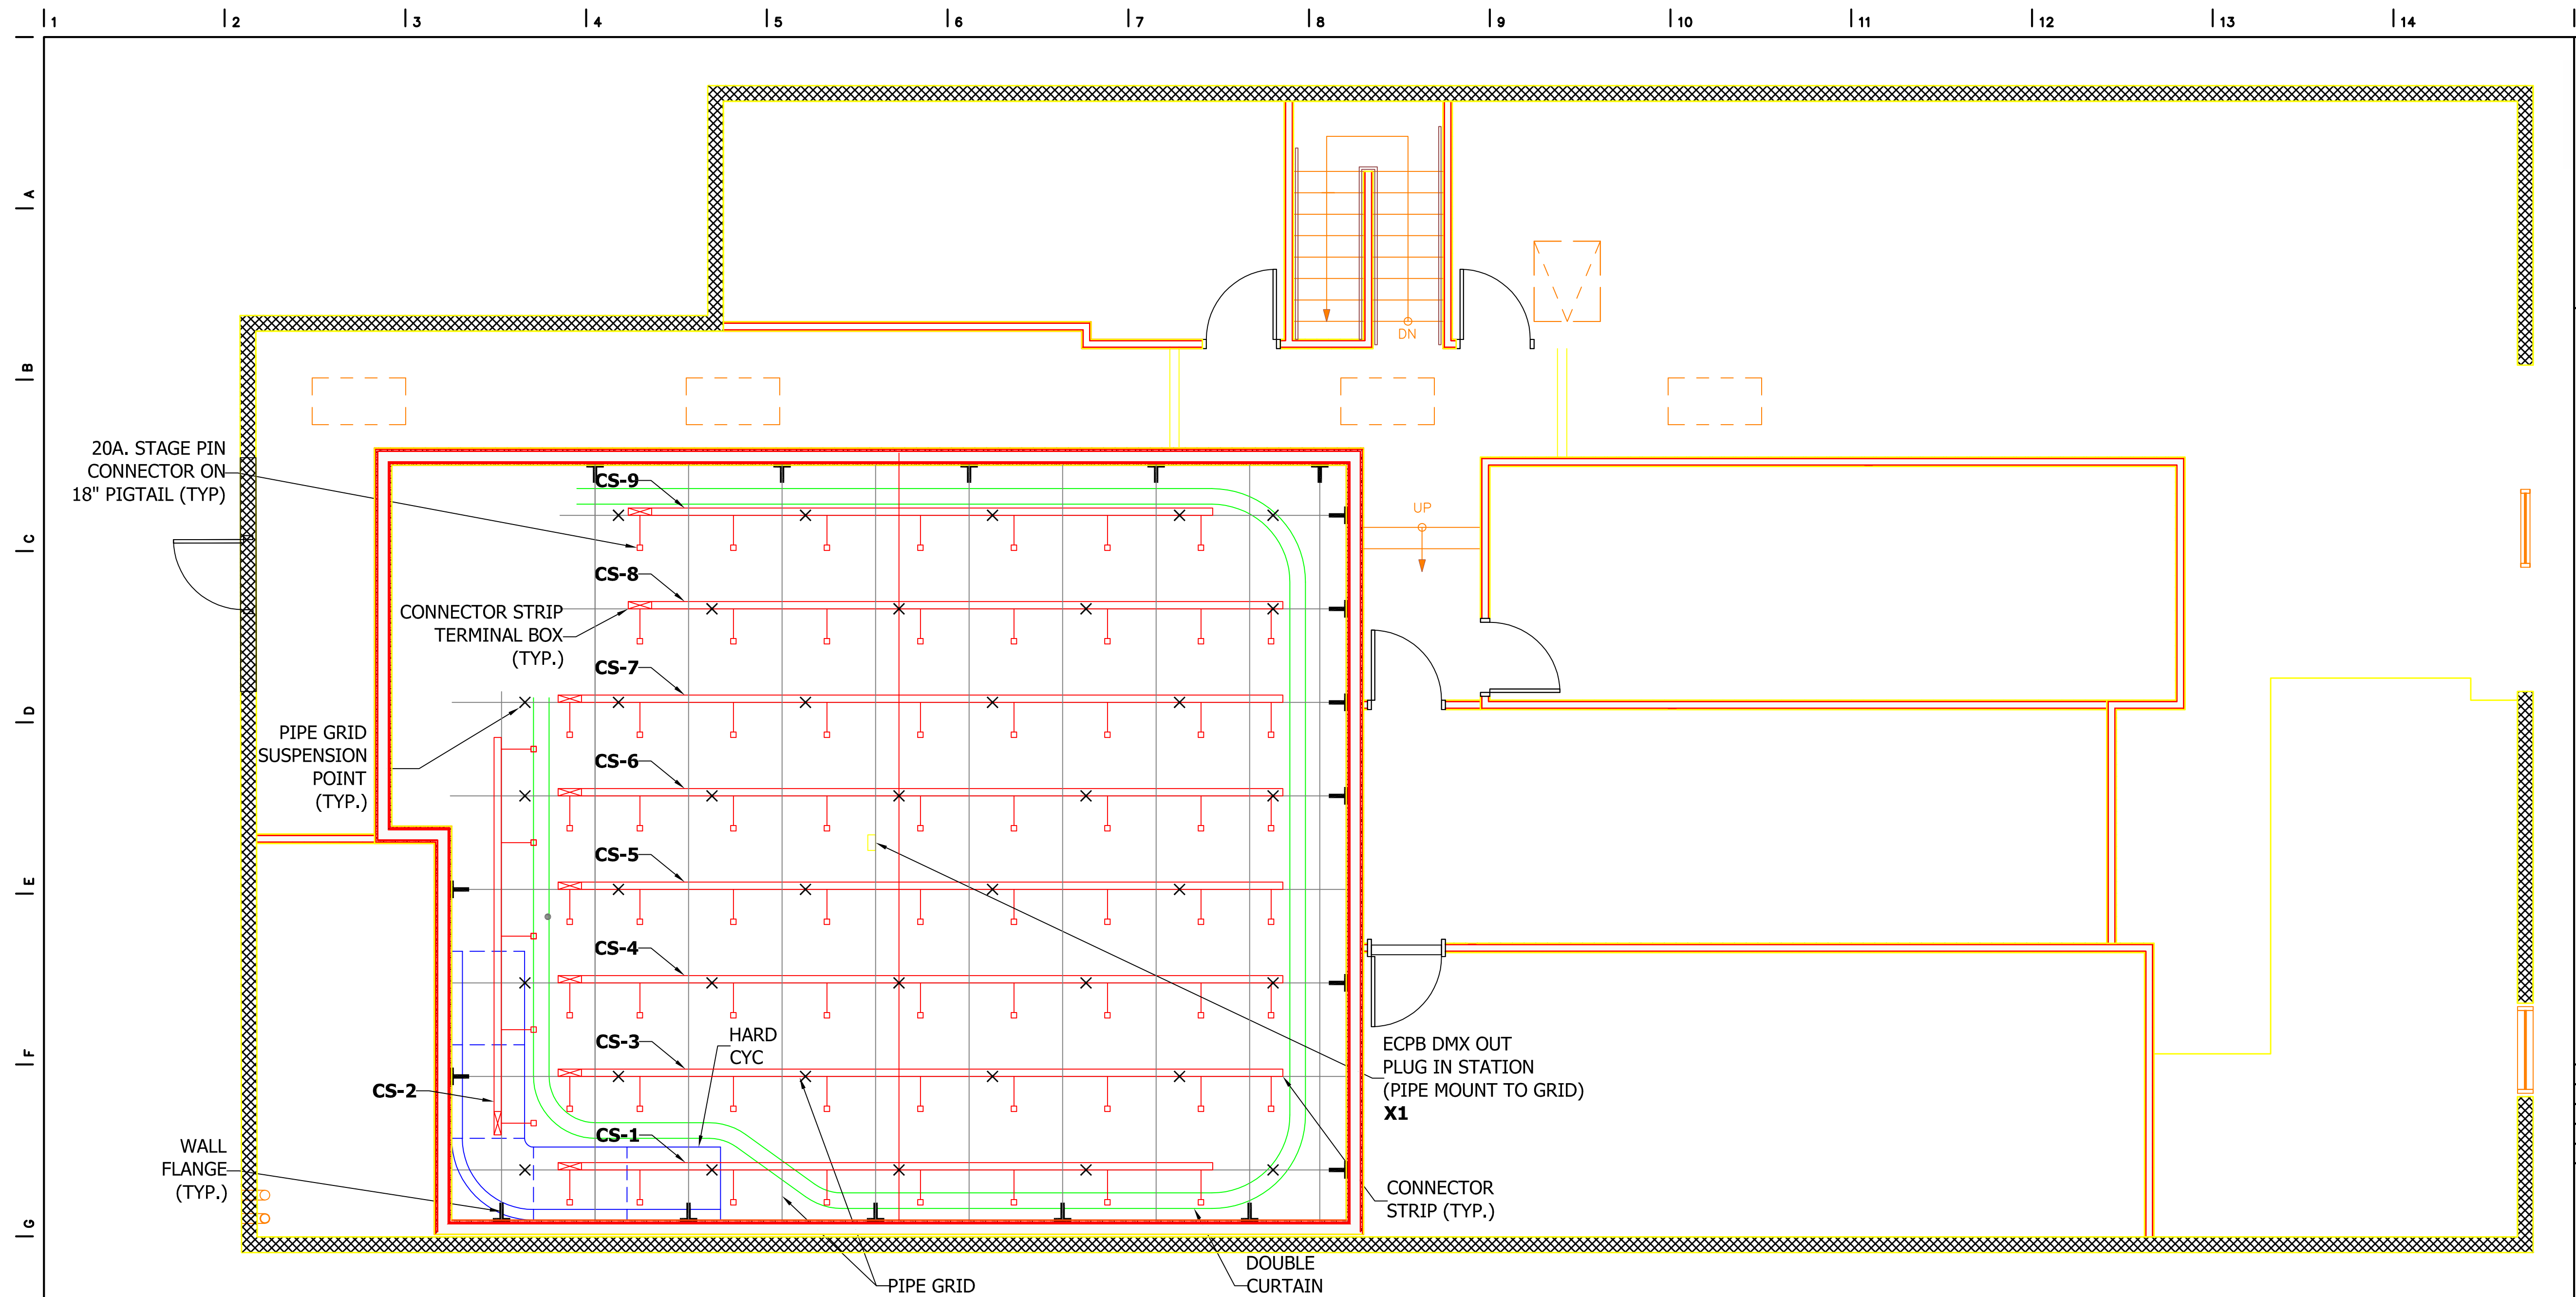 1
2
3
4
5
6
7
8
9
10
11
12
13
14
A
B
C
D
E
F
G
DN
UP
20A. STAGE PIN
CONNECTOR ON
18" PIGTAIL (TYP)
CS-9
CS-8
CONNECTOR STRIP
TERMINAL BOX
(TYP.)
CS-7
PIPE GRID
SUSPENSION
POINT
(TYP.)
CS-6
CS-5
CS-4
CS-3
HARD
CYC
CS-2
CS-1
WALL
FLANGE
(TYP.)
ECPB DMX OUT
PLUG IN STATION
(PIPE MOUNT TO GRID)
X1
CONNECTOR
STRIP (TYP.)
DOUBLE
CURTAIN
PIPE GRID